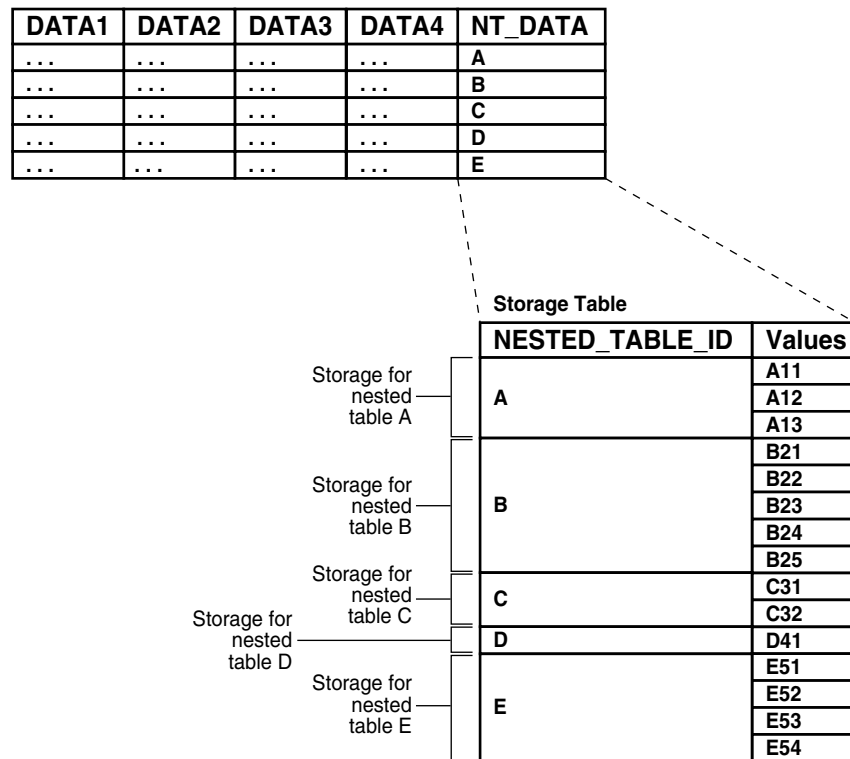 DATA1 DATA2 DATA3 DATA4 NT_DATA
. . . . . . . . . . . . A
. . . . . . . . . . . . B
. . . . . . . . . . . . C
. . . . . . . . . . . . D
. . . . . . . . . . . . E
Storage Table
NESTED_TABLE_ID Values
Storage for
nested
table A
A
A11
A12
A13
Storage for
nested
table B
B
B21
B22
B23
B24
B25
Storage for
nested
table C
C
C31
C32
Storage for
nested
table D
D
D41
Storage for
nested
table E
E
E51
E52
E53
E54